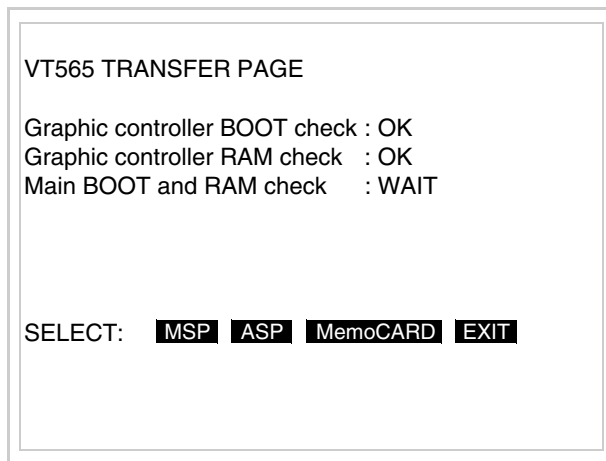 VT565 TRANSFER PAGE
Graphic controller BOOT check : OK
Graphic controller RAM check : OK
Main BOOT and RAM check : WAIT
SELECT: MSP ASP MemoCARD EXIT